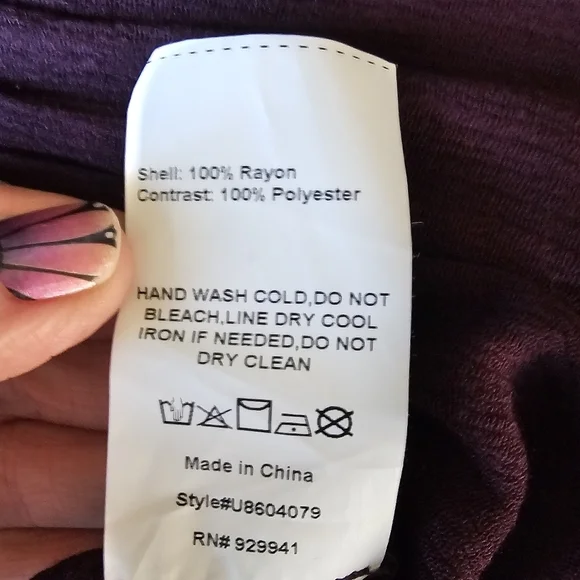 Shell: 100% Rayon
Contrast: 100% Polyester
HAND WASH COLD,DO NOT
BLEACH,LINE DRY COOL
IRON IF NEEDED,DO NOT
DRY CLEAN
Made in China
Style#U8604079
RN# 929941